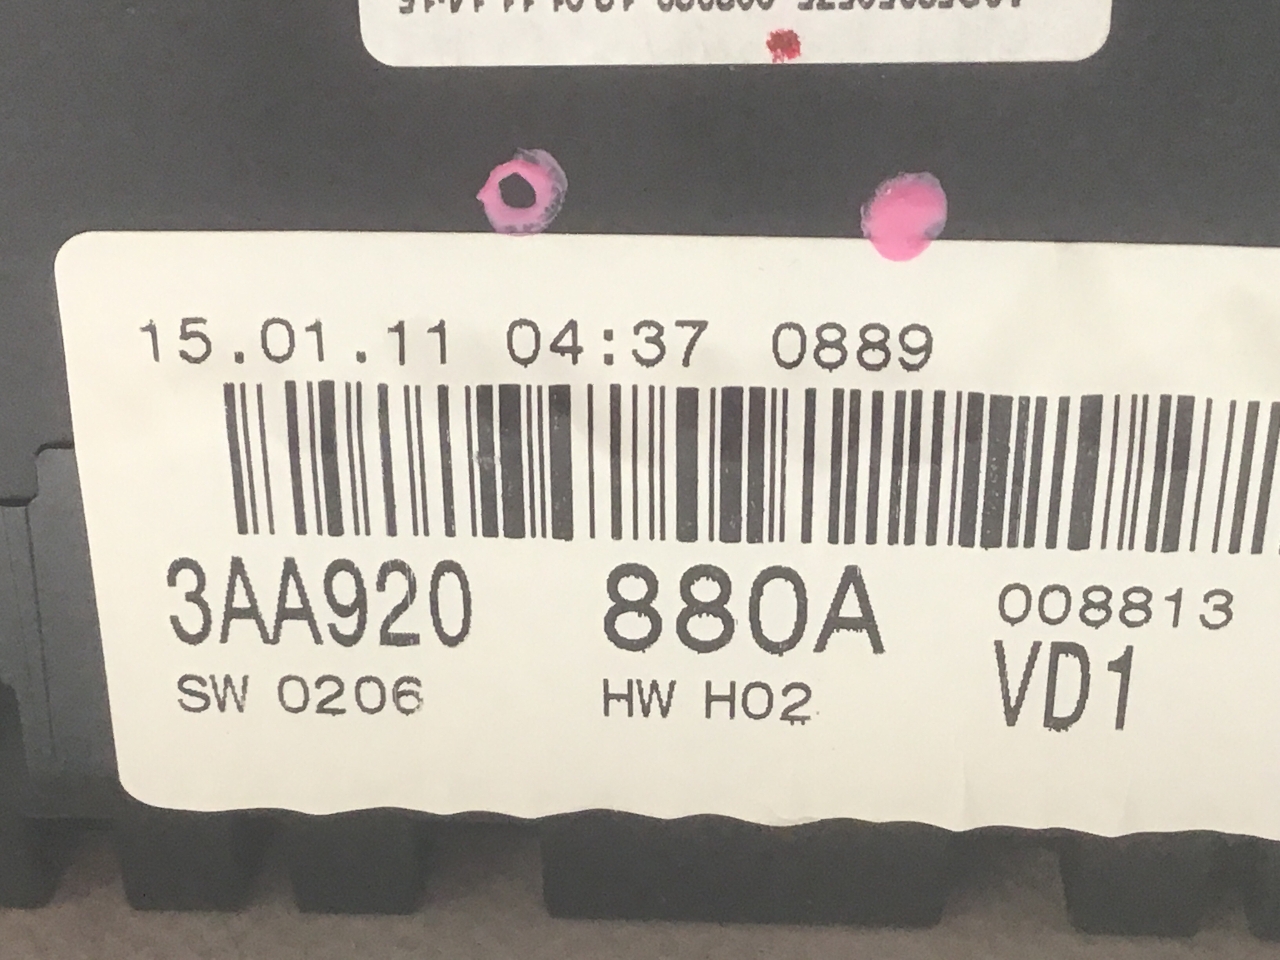 15.01.11 04:37 0889
3AA920 880A 008813
SW 0206 HW H02 VD1